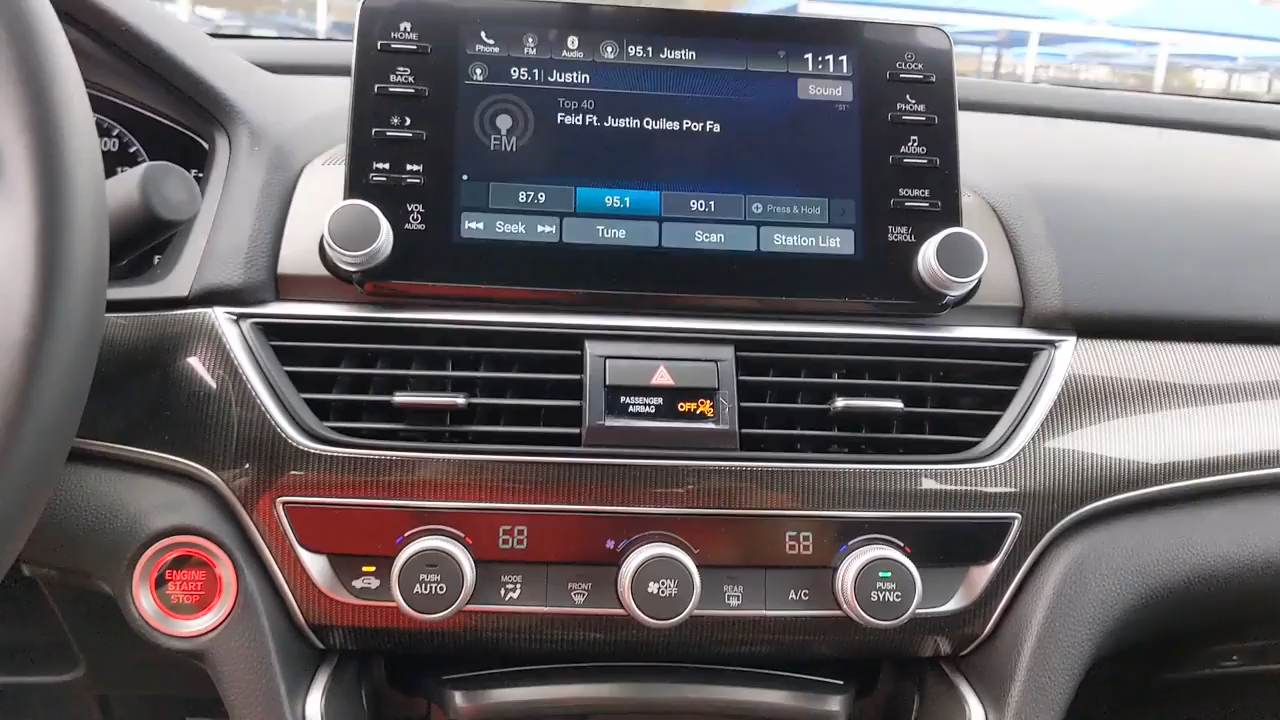 HOME
BACK
VOL
AUDIO
Phone
FM
Audio
95.1 Justin
1:11
95.1| Justin
Sound
"ST"
FM
Top 40
Feid Ft. Justin Quiles Por Fa
87.9
95.1
90.1
Press & Hold
Seek
Tune
Scan
Station List
CLOCK
PHONE
AUDIO
SOURCE
TUNE/
SCROLL
PASSENGER
AIRBAG
OFF
2
ENGINE
START
STOP
68
68
PUSH
AUTO
MODE
FRONT
ON/
OFF
REAR
A/C
PUSH
SYNC